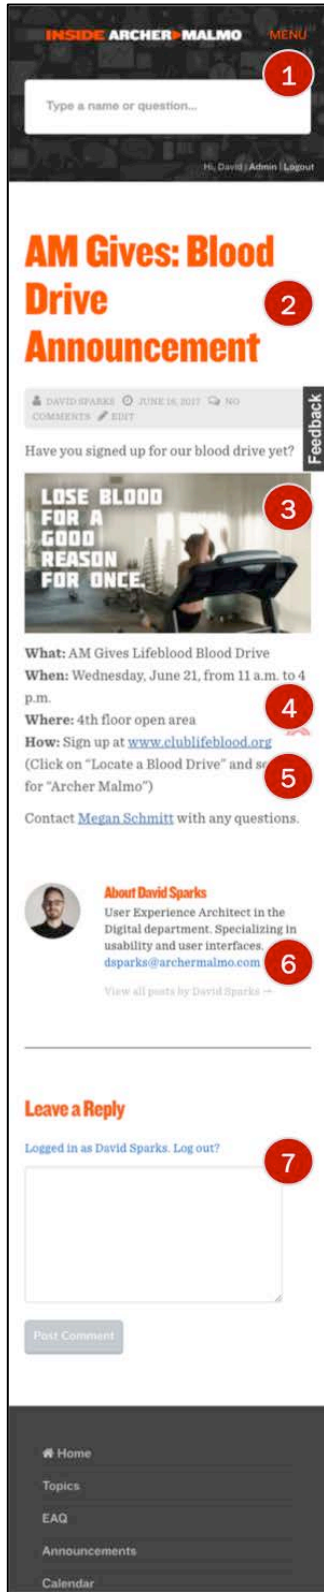 INSIDE ARCHER▶MALMO MENU
1
Type a name or question...
Hi, David | Admin | Logout
AM Gives: Blood
Drive
2
Announcement
DAVID SPARKS JUNE 16, 2017 NO
COMMENTS EDIT
Feedback
Have you signed up for our blood drive yet?
LOSE BLOOD
FOR A
GOOD
REASON
FOR ONCE.
3
What: AM Gives Lifeblood Blood Drive
When: Wednesday, June 21, from 11 a.m. to 4
p.m.
Where: 4th floor open area
4
How: Sign up at www.clublifeblood.org
(Click on “Locate a Blood Drive” and
5
for “Archer Malmo”)
Contact Megan Schmitt with any questions.
About David Sparks
User Experience Architect in the
Digital department. Specializing in
usability and user interfaces.
dsparks@archermalmo.com
6
View all posts by David Sparks →
Leave a Reply
Logged in as David Sparks. Log out?
7
Post Comment
Home
Topics
EAQ
Announcements
Calendar